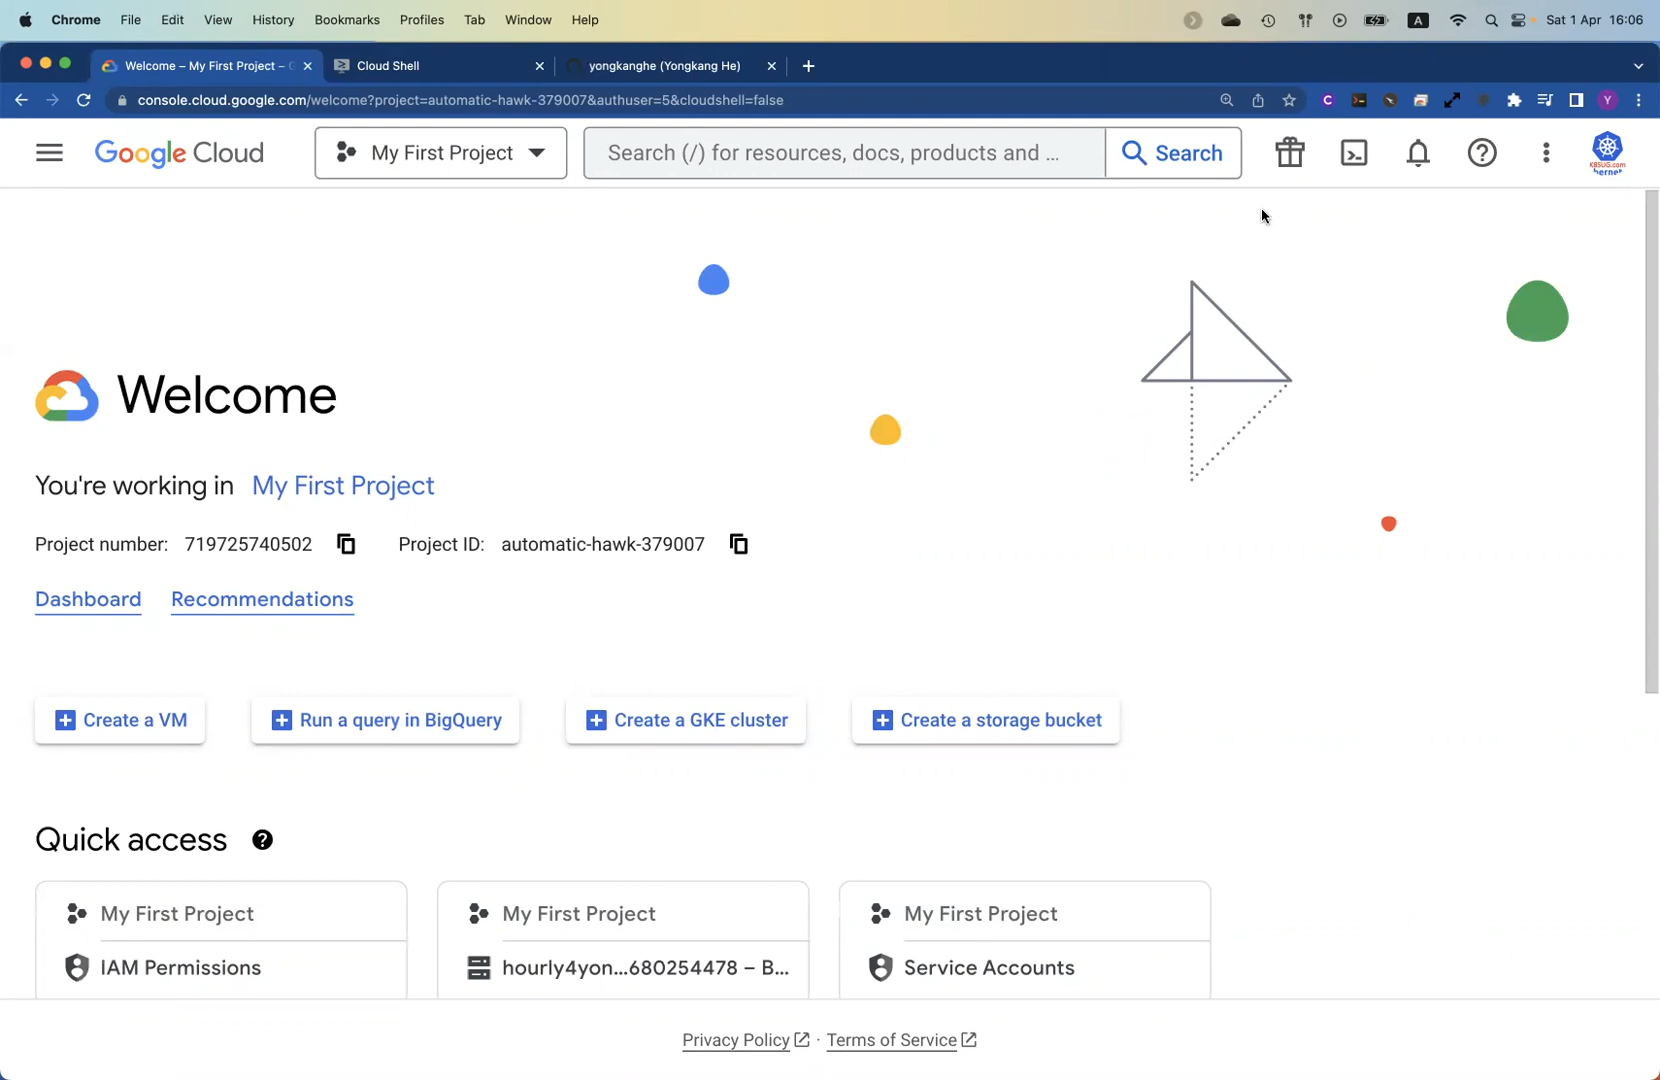 Chrome File Edit View History Bookmarks Profiles Tab Window Help A Sat 1 Apr 16:06
Welcome – My First Project – Cloud Shell yongkanghe (Yongkang He)
console.cloud.google.com/welcome?project=automatic-hawk-379007&authuser=5&cloudshell=false C Y
Google Cloud My First Project Search (/) for resources, docs, products and ... Search K8SUG.com
Welcome
You're working in My First Project
Project number: 719725740502 Project ID: automatic-hawk-379007
Dashboard Recommendations
Create a VM Run a query in BigQuery Create a GKE cluster Create a storage bucket
Quick access
My First Project My First Project My First Project
IAM Permissions hourly4yon...680254478 – B... Service Accounts
Privacy Policy · Terms of Service